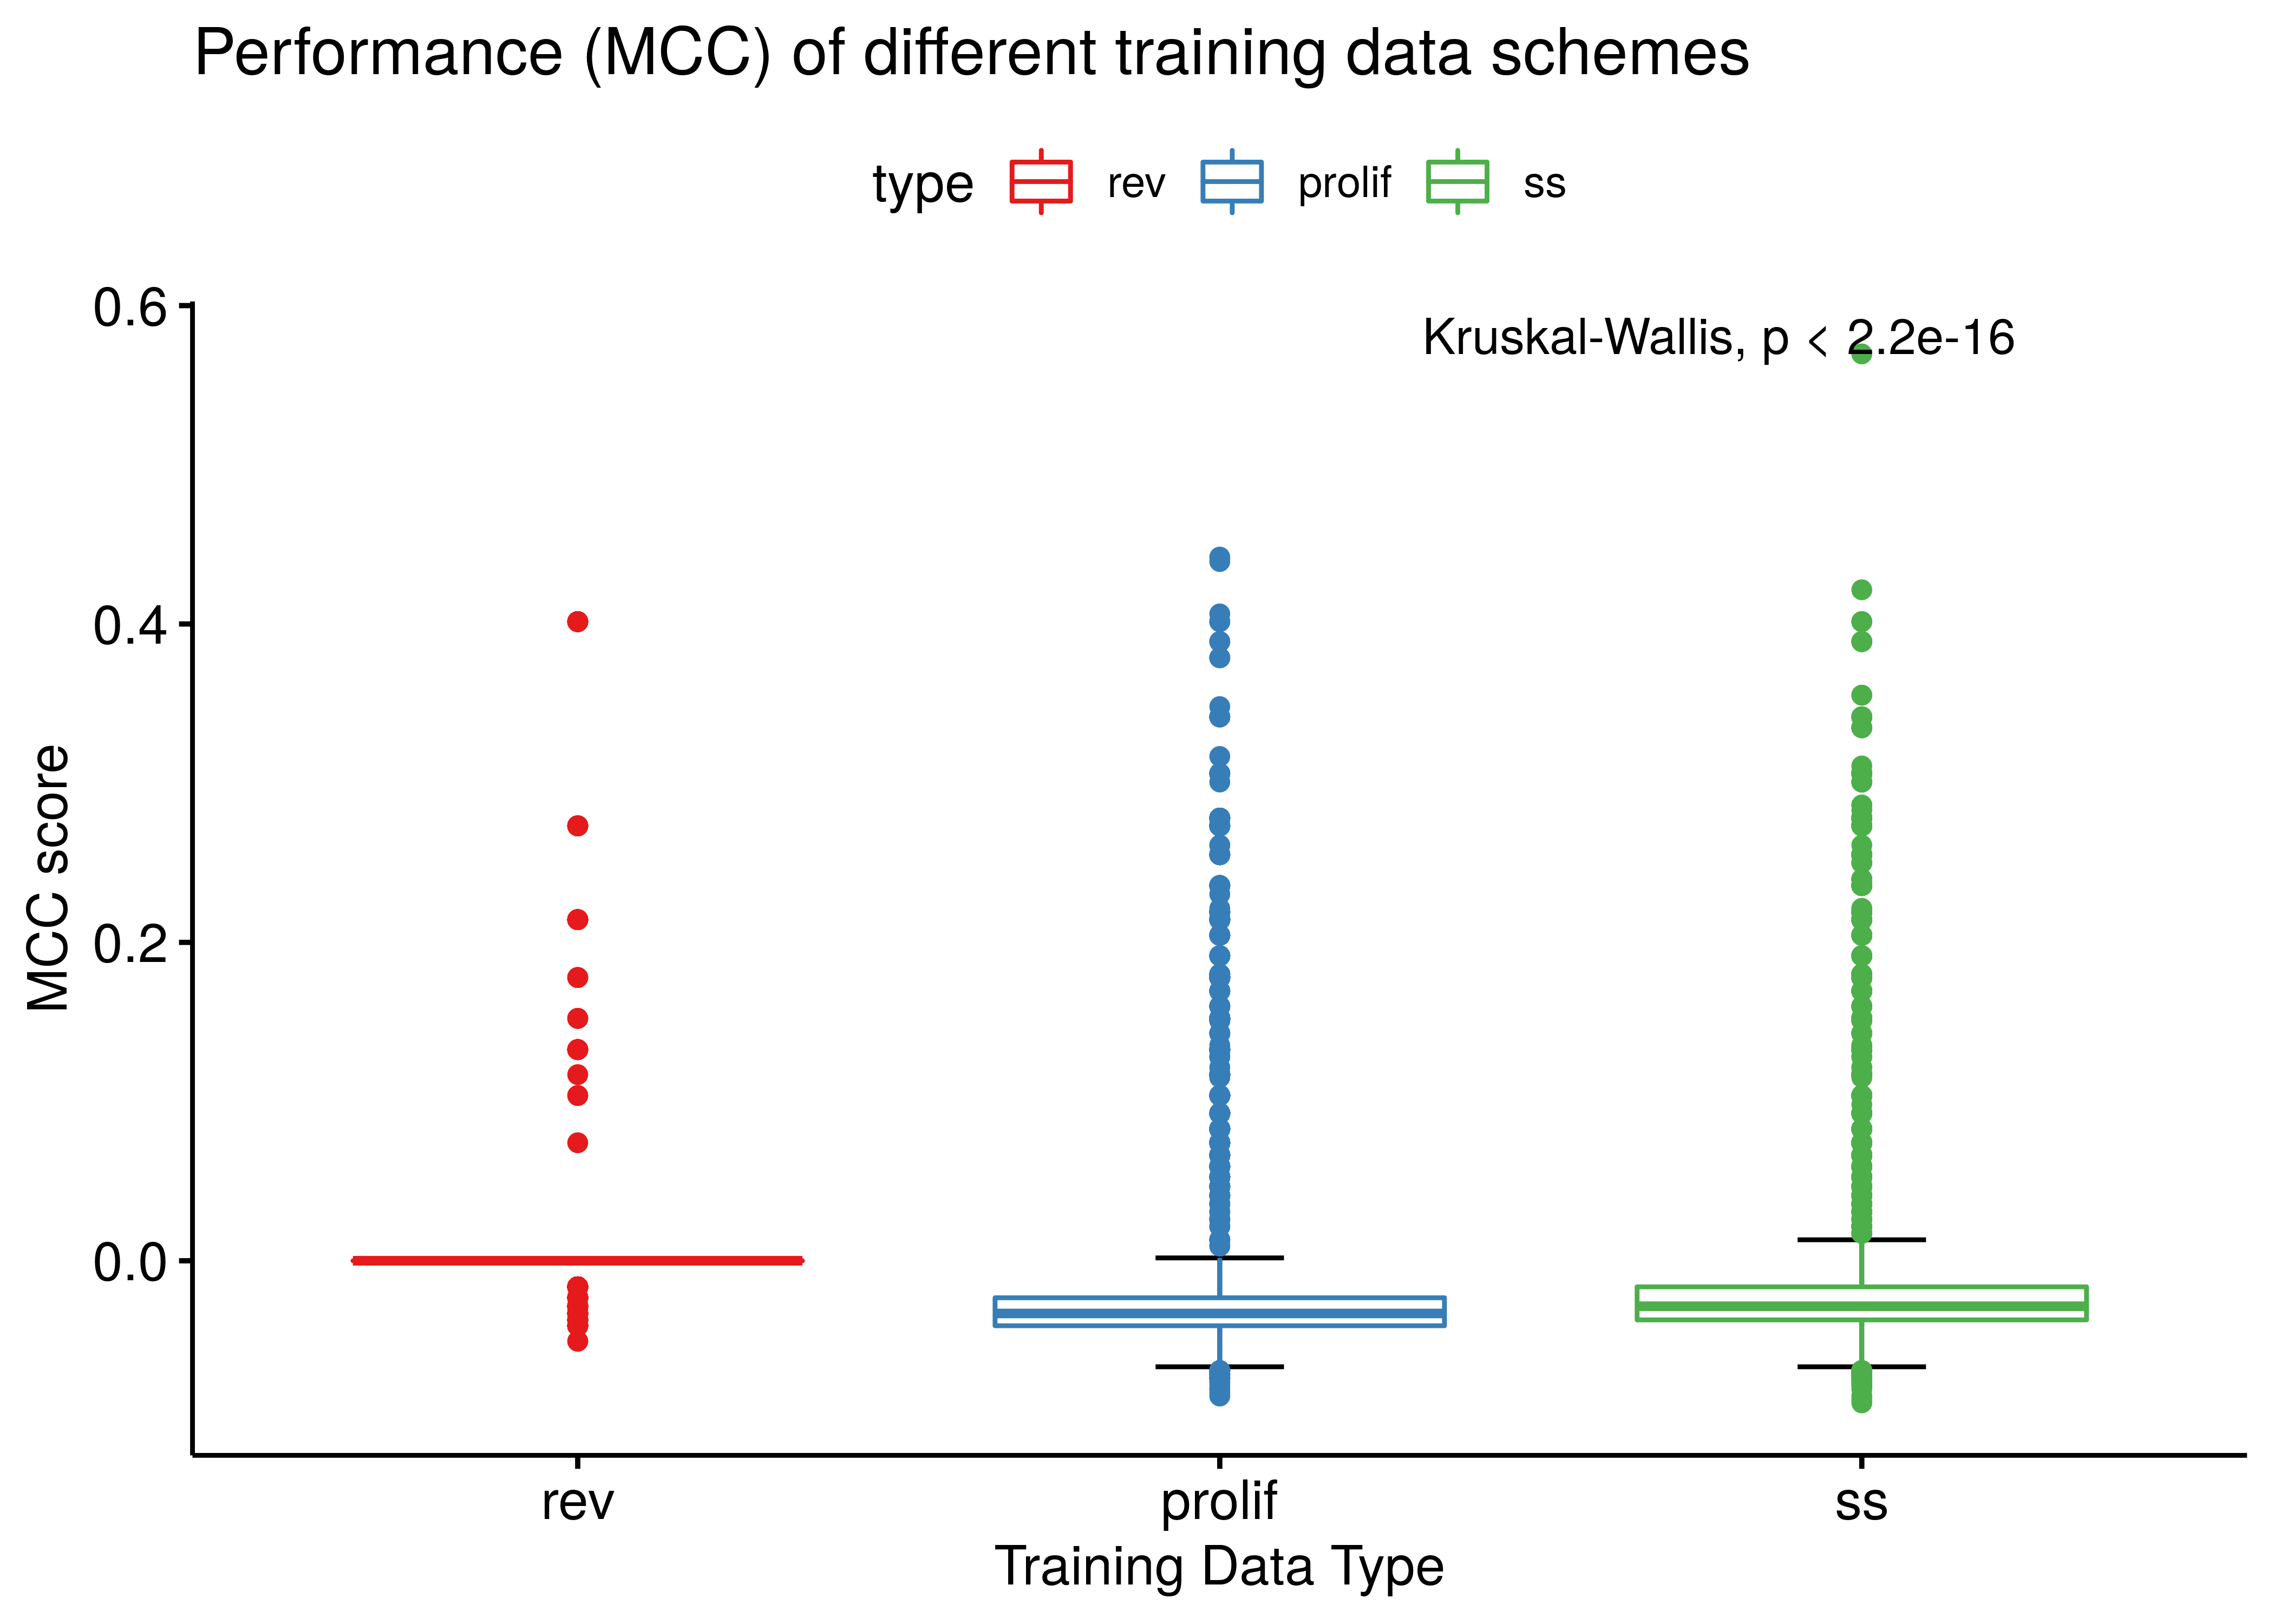 Performance (MCC) of different training data schemes
type rev prolif ss
Kruskal-Wallis, p < 2.2e-16
0.6
0.4
0.2
0.0
MCC score
rev prolif ss
Training Data Type